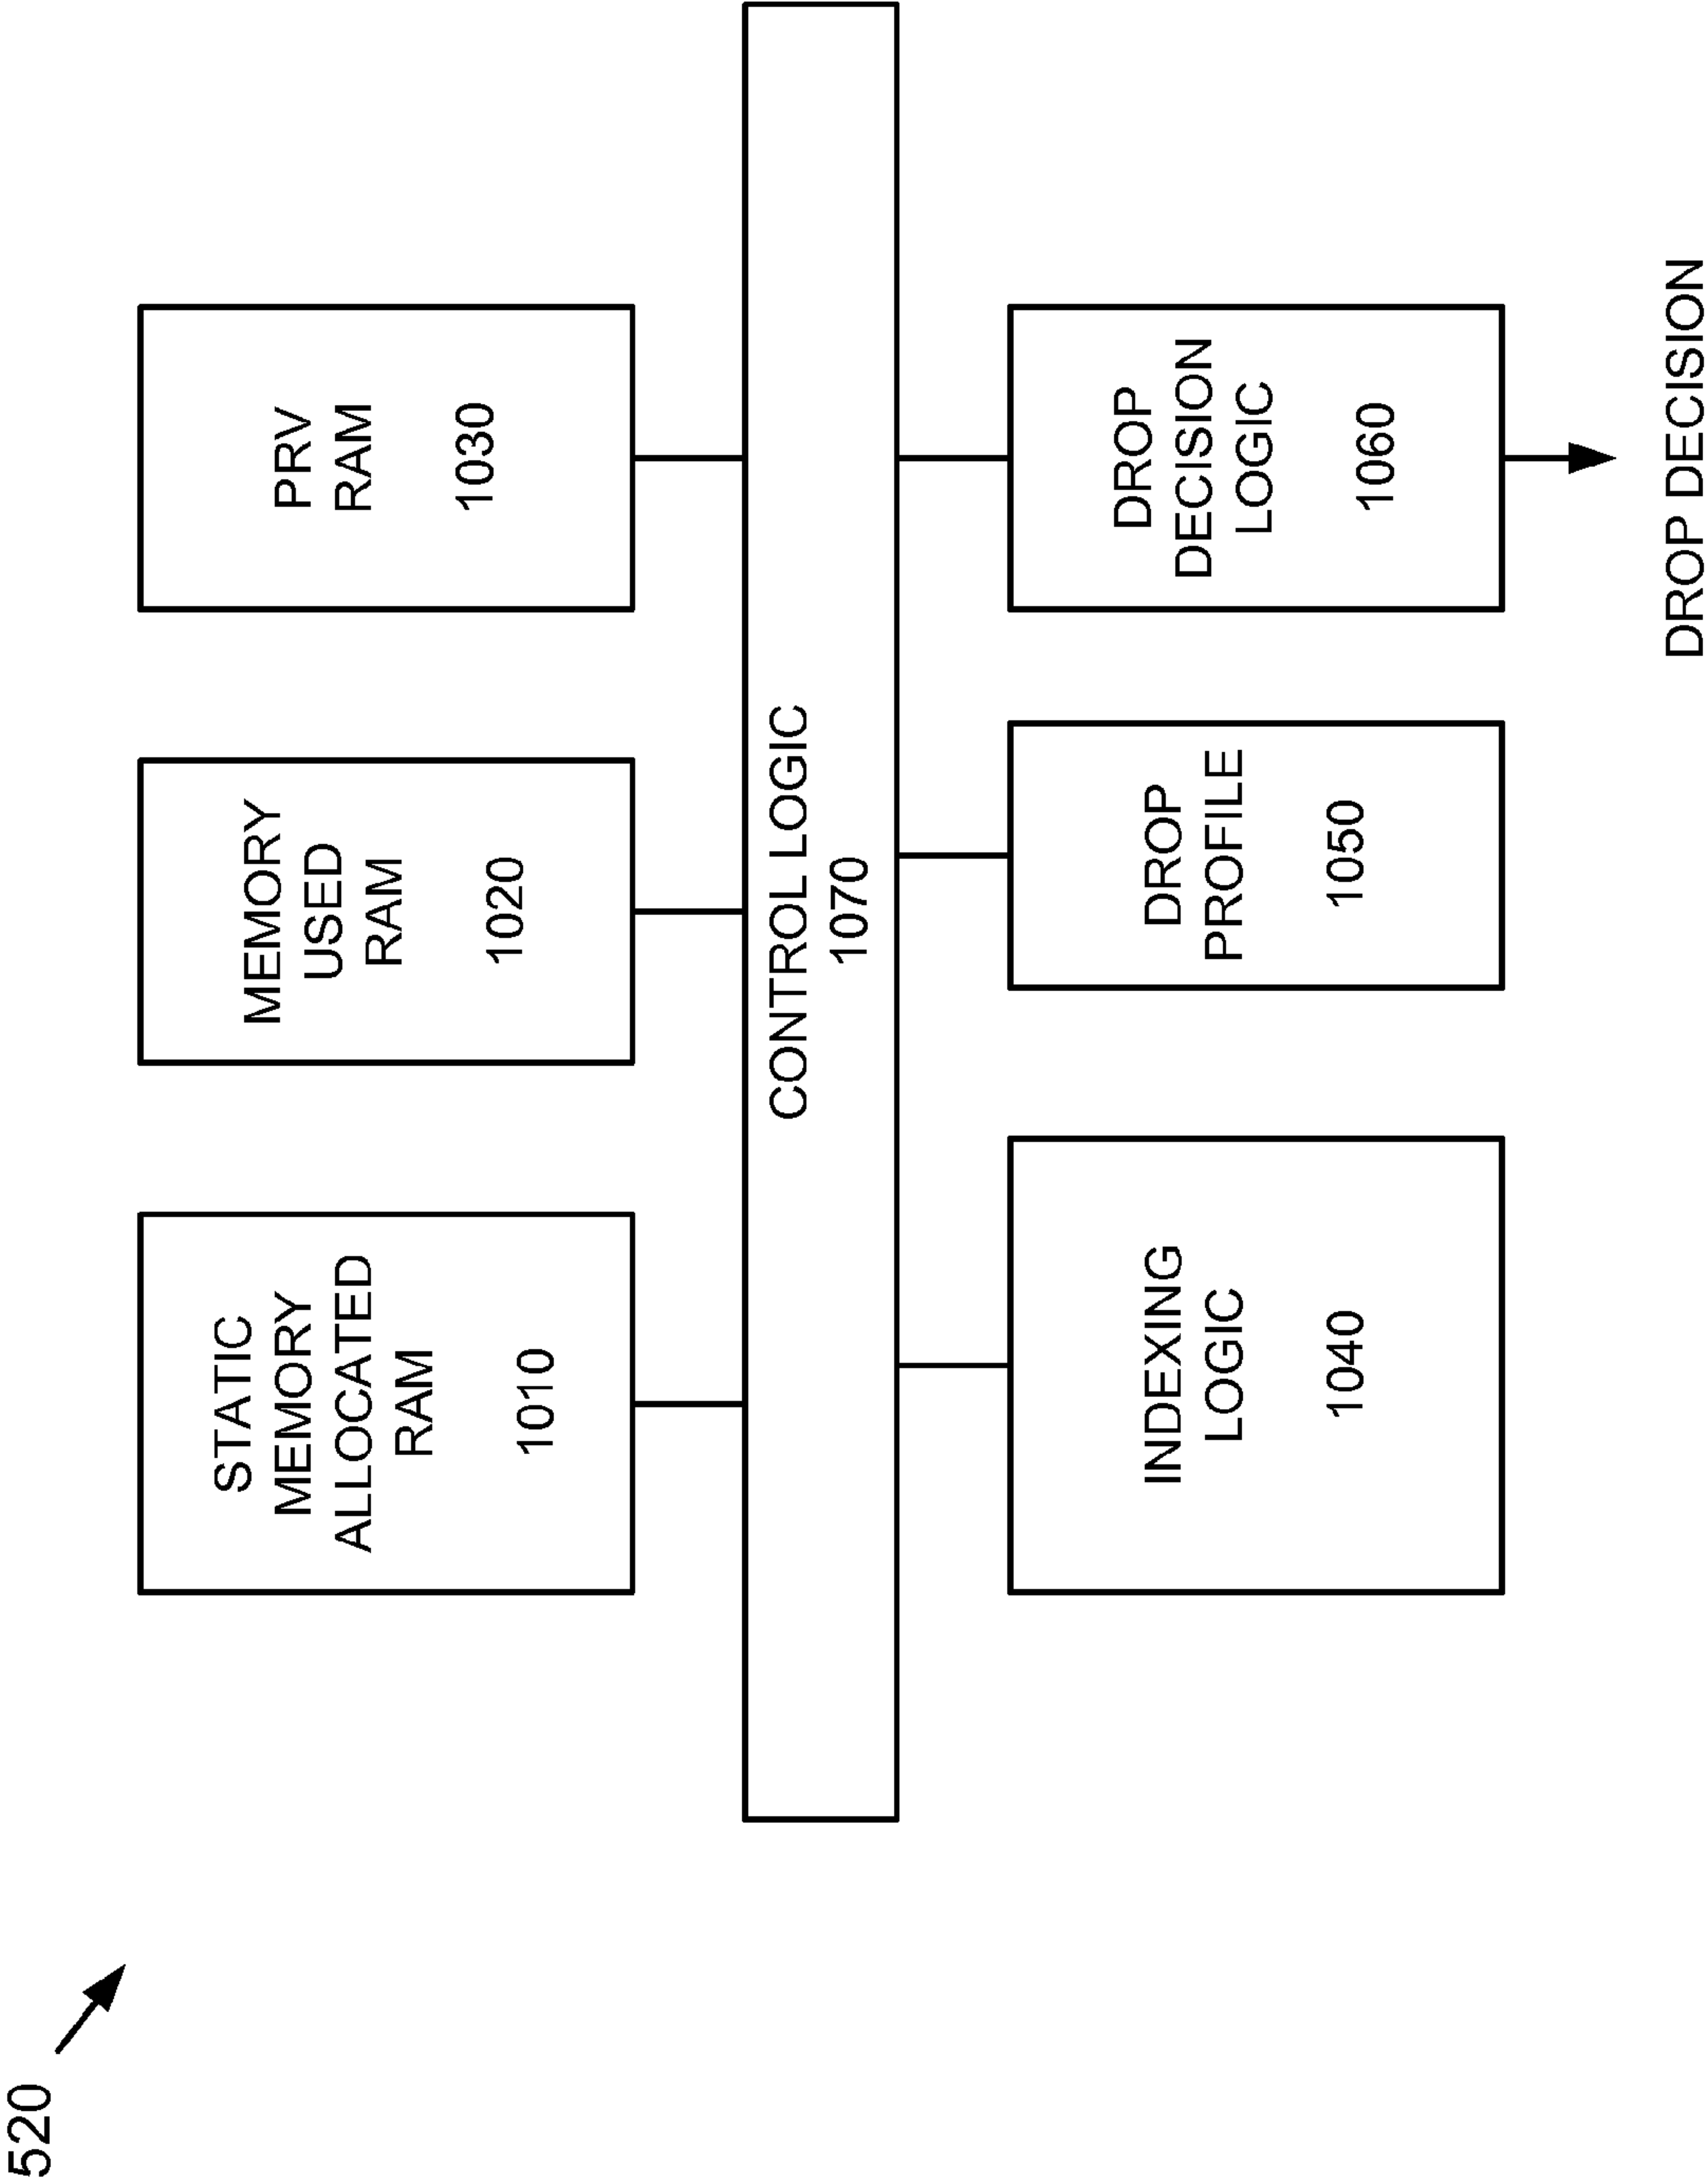 520
STATIC
MEMORY
ALLOCATED
RAM
1010
MEMORY
USED
RAM
1020
PRV
RAM
1030
CONTROL LOGIC
1070
INDEXING
LOGIC
1040
DROP
PROFILE
1050
DROP
DECISION
LOGIC
1060
DROP DECISION